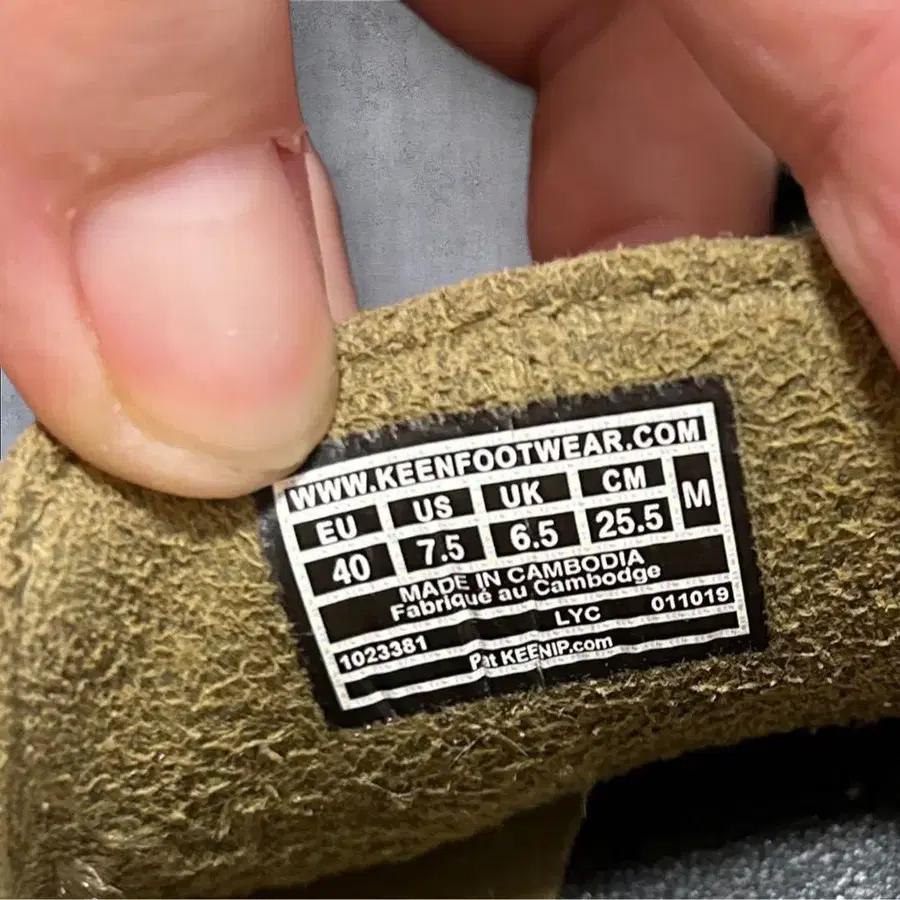 WWW.KEENFOOTWEAR.COM
EU US UK CM M
40 7.5 6.5 25.5
MADE IN CAMBODIA
Fabriqué au Cambodge
LYC 011019
1023381
Pat KEENIP.com